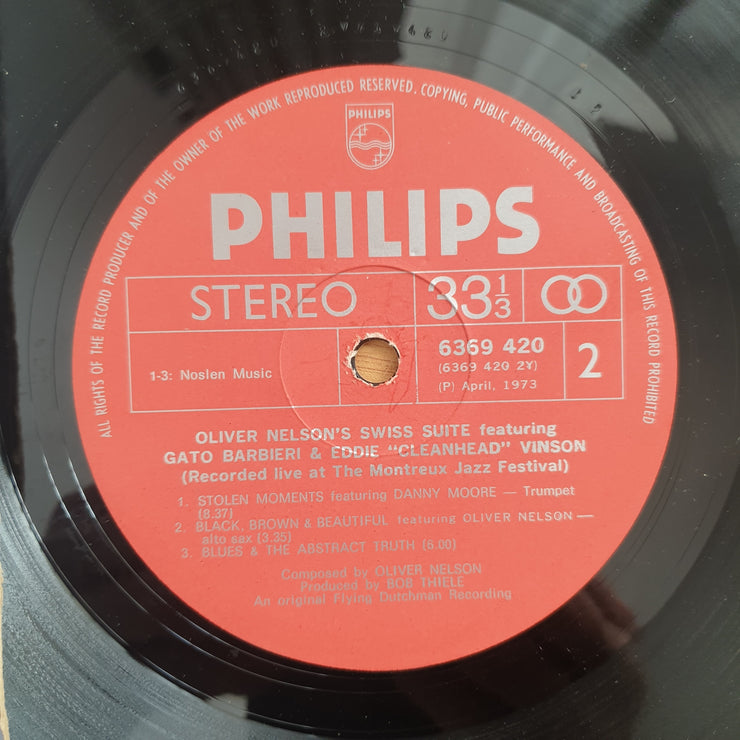 ALL RIGHTS OF THE RECORD PRODUCER AND OF THE OWNER OF THE WORK REPRODUCED RESERVED, COPYING, PUBLIC PERFORMANCE AND BROADCASTING OF THIS RECORD PROHIBITED
PHILIPS
PHILIPS
STEREO 33 1/3
1-3: Noslen Music
6369 420
(6369 420 2Y)
(P) April, 1973
2
OLIVER NELSON'S SWISS SUITE featuring
GATO BARBIERI & EDDIE "CLEANHEAD" VINSON
(Recorded live at The Montreux Jazz Festival)
1. STOLEN MOMENTS featuring DANNY MOORE — Trumpet
(8.37)
2. BLACK, BROWN & BEAUTIFUL featuring OLIVER NELSON —
alto sax (3.35)
3. BLUES & THE ABSTRACT TRUTH (6.00)
Composed by OLIVER NELSON
Produced by BOB THIELE
An original Flying Dutchman Recording